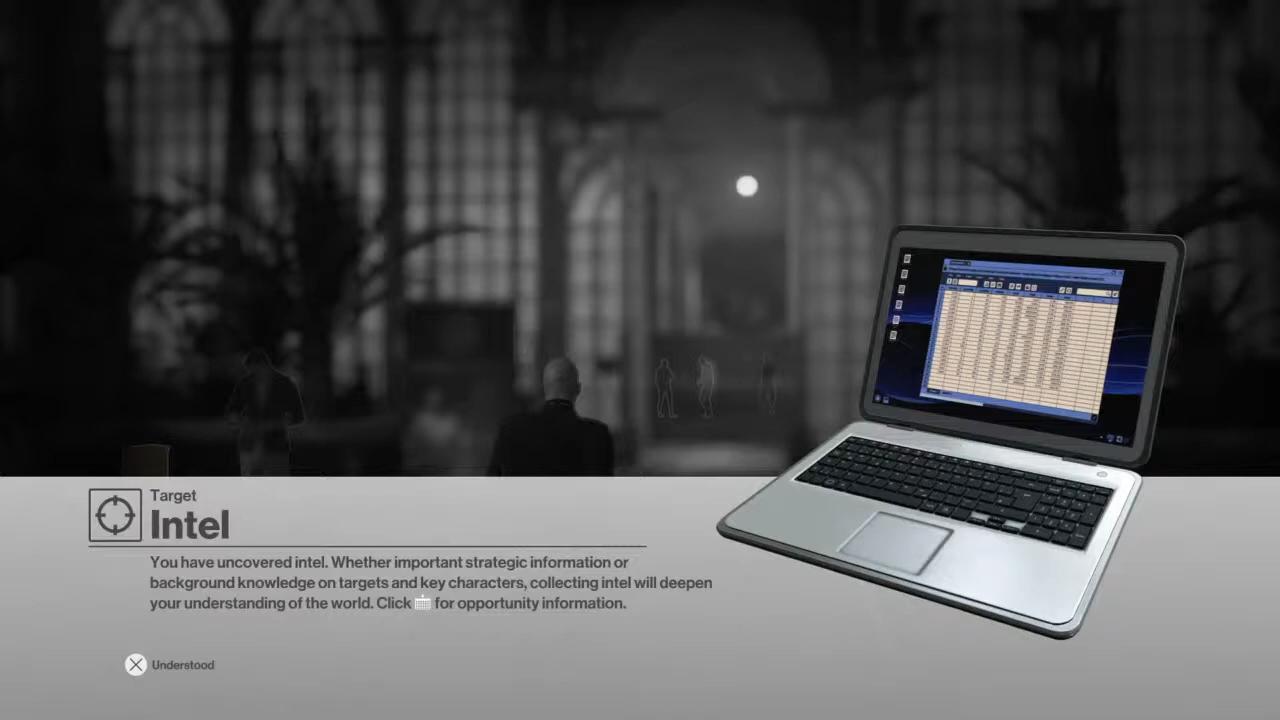 Target
Intel
You have uncovered intel. Whether important strategic information or
background knowledge on targets and key characters, collecting intel will deepen
your understanding of the world. Click for opportunity information.
Understood